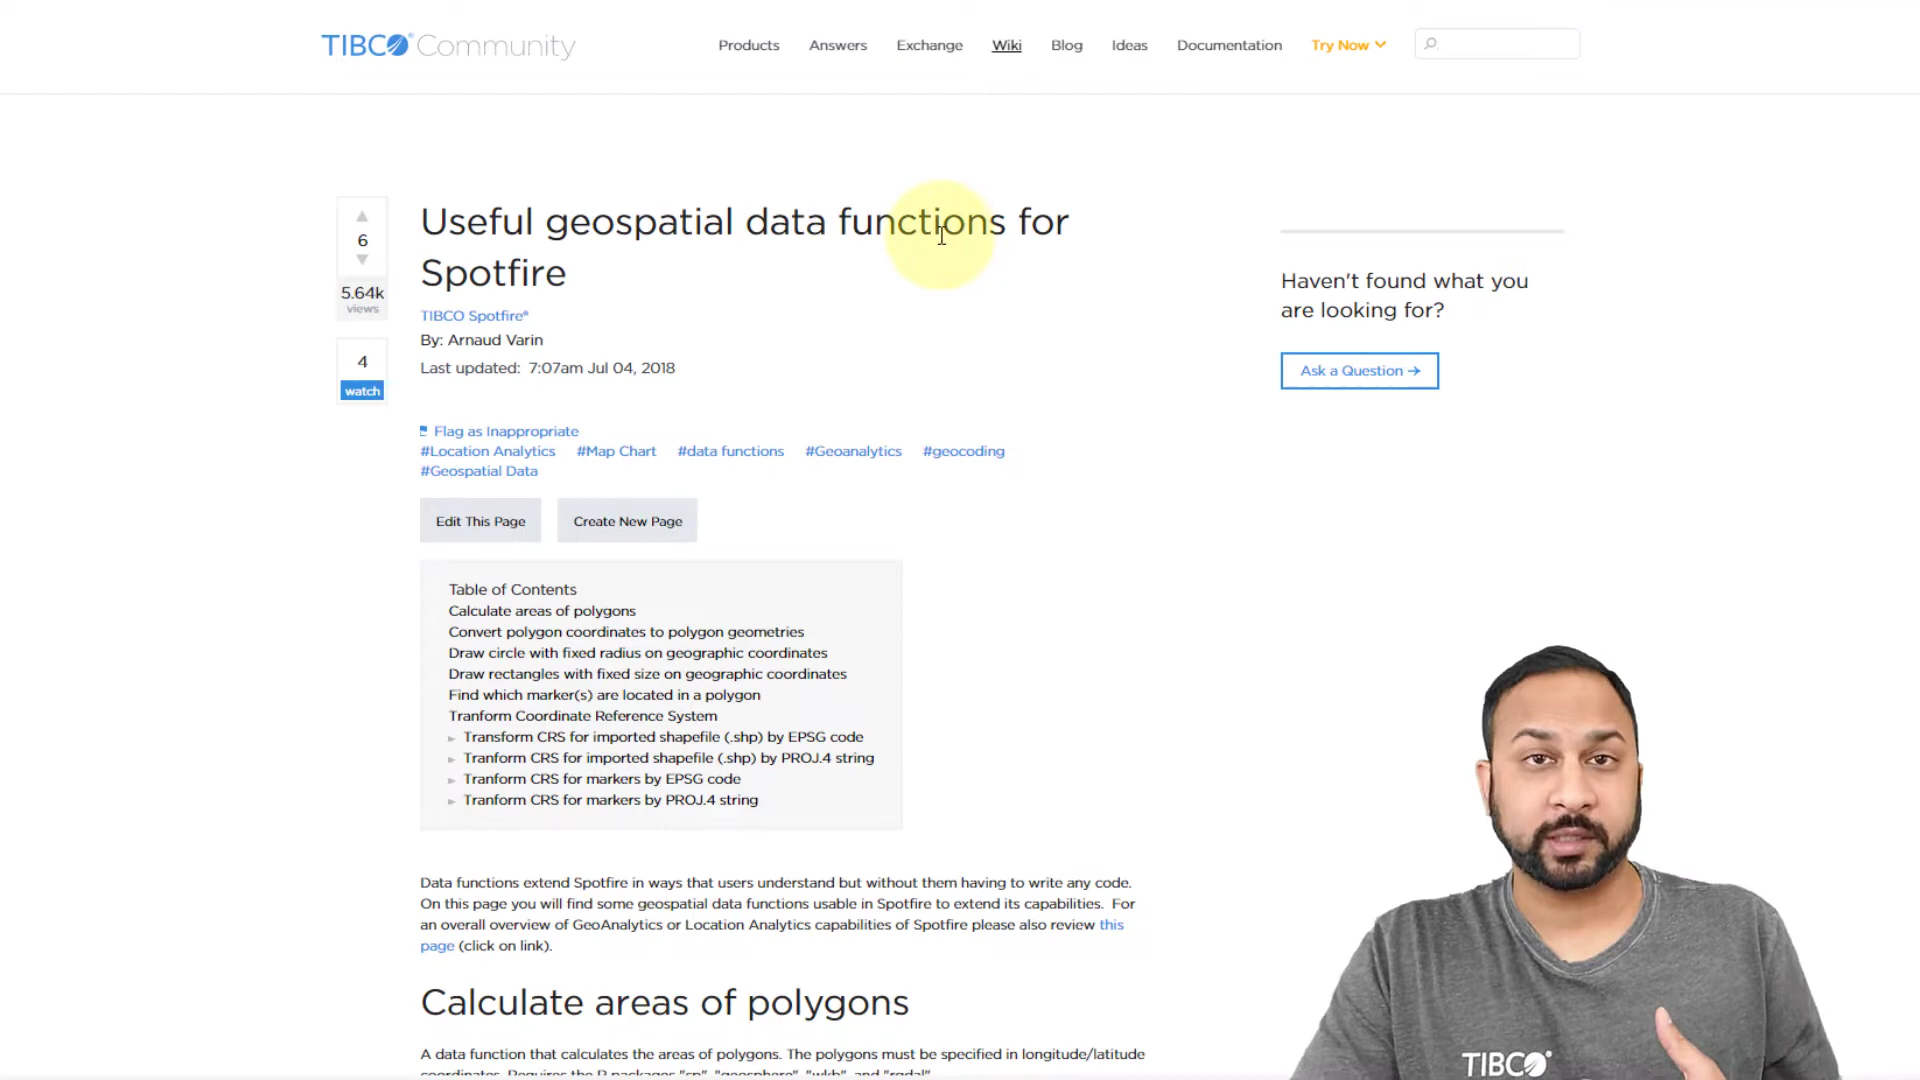 TIBCO® Community
Products Answers Exchange Wiki Blog Ideas Documentation Try Now
6
5.64k
views
4
watch
Useful geospatial data functions for
Spotfire
TIBCO Spotfire®
By: Arnaud Varin
Last updated: 7:07am Jul 04, 2018
Flag as Inappropriate
#Location Analytics #Map Chart #data functions #Geoanalytics #geocoding
#Geospatial Data
Edit This Page Create New Page
Table of Contents
Calculate areas of polygons
Convert polygon coordinates to polygon geometries
Draw circle with fixed radius on geographic coordinates
Draw rectangles with fixed size on geographic coordinates
Find which marker(s) are located in a polygon
Tranform Coordinate Reference System
Transform CRS for imported shapefile (.shp) by EPSG code
Tranform CRS for imported shapefile (.shp) by PROJ.4 string
Tranform CRS for markers by EPSG code
Tranform CRS for markers by PROJ.4 string
Data functions extend Spotfire in ways that users understand but without them having to write any code.
On this page you will find some geospatial data functions usable in Spotfire to extend its capabilities. For
an overall overview of GeoAnalytics or Location Analytics capabilities of Spotfire please also review this
page (click on link).
Calculate areas of polygons
A data function that calculates the areas of polygons. The polygons must be specified in longitude/latitude
coordinates. Requires the R packages "sp", "geosphere", "wkb", and "rgdal".
Haven't found what you
are looking for?
Ask a Question →
TIBCO®